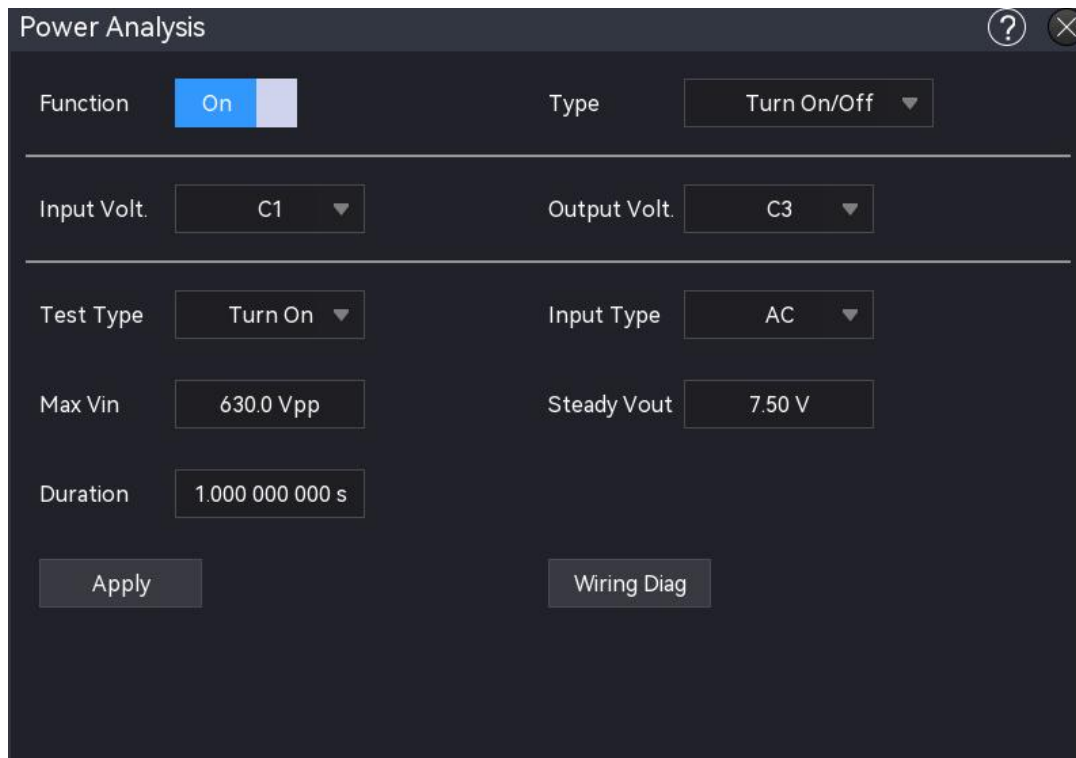 Power Analysis ?
Function On Type Turn On/Off
Input Volt. C1 Output Volt. C3
Test Type Turn On Input Type AC
Max Vin 630.0 Vpp Steady Vout 7.50 V
Duration 1.000 000 000 s
Apply Wiring Diag